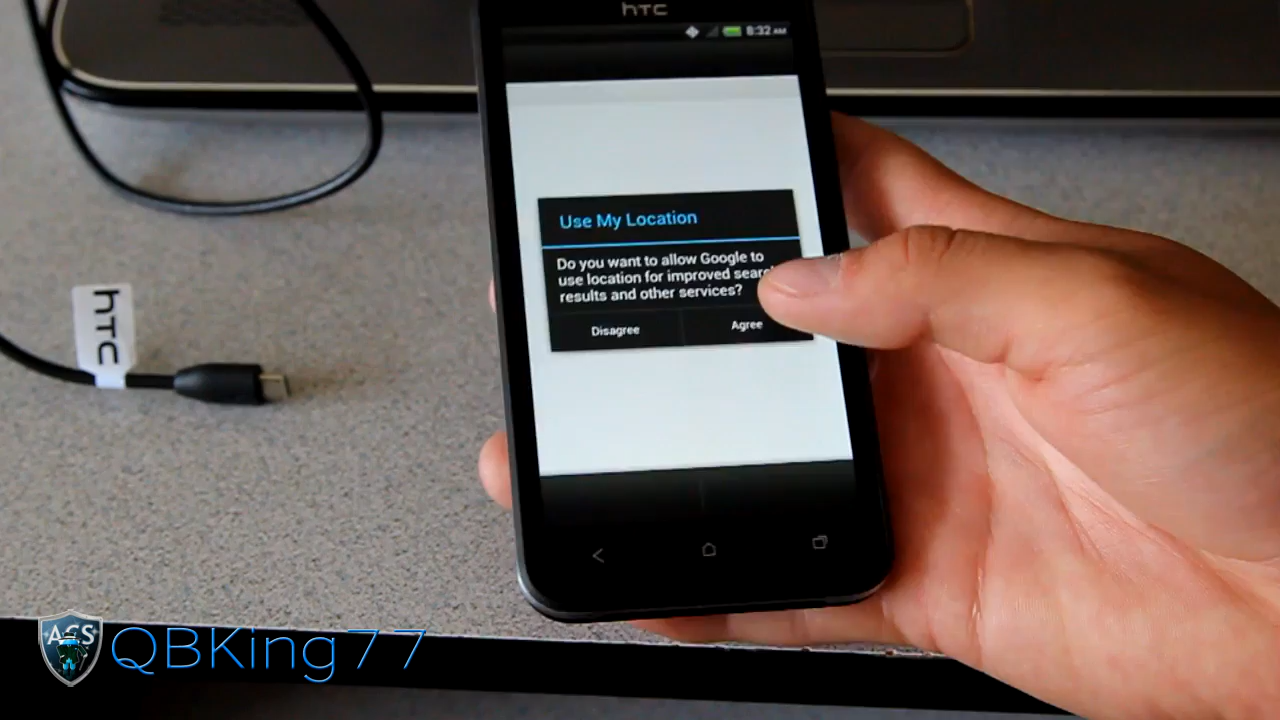 hTC
8:32 AM
Use My Location
Do you want to allow Google to
use location for improved search
results and other services?
Disagree
Agree
hTC
ACS
QBKing77